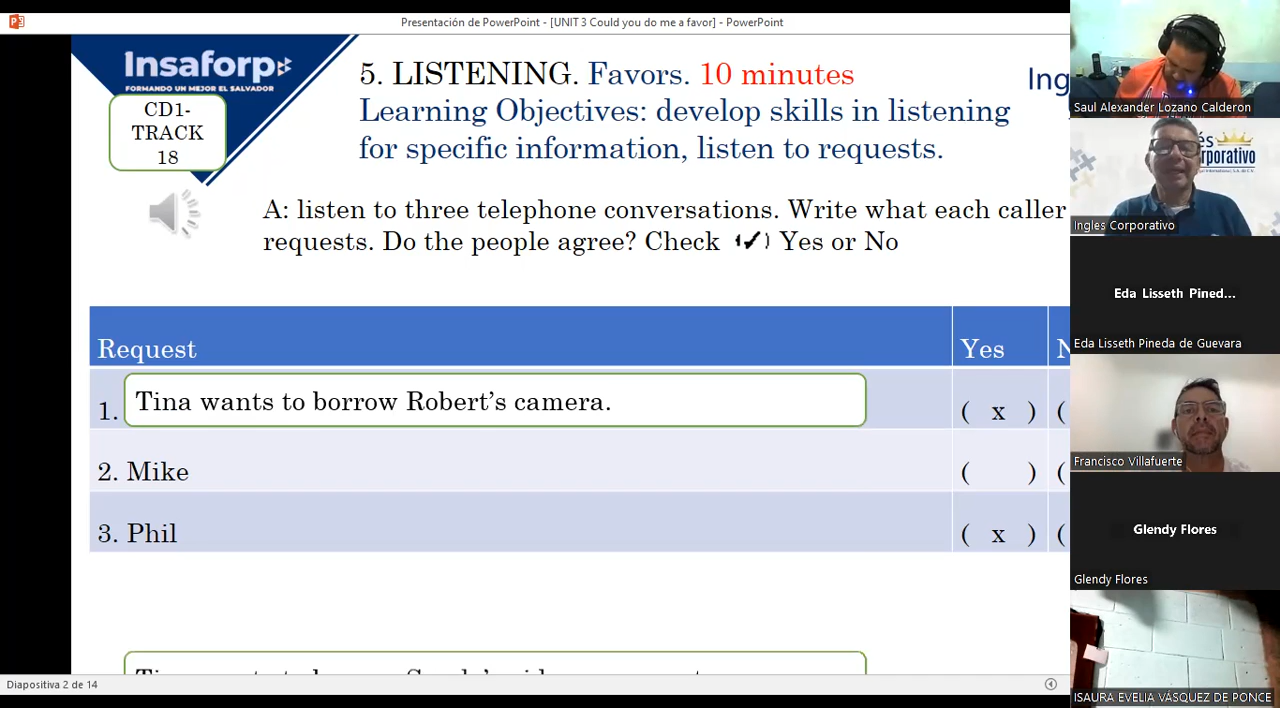 Presentación de PowerPoint - [UNIT 3 Could you do me a favor] - PowerPoint
Insaforp
FORMANDO UN MEJOR EL SALVADOR
CD1-
TRACK
18
5. LISTENING. Favors. 10 minutes
Learning Objectives: develop skills in listening
for specific information, listen to requests.
Ing
A: listen to three telephone conversations. Write what each caller
requests. Do the people agree? Check (✓) Yes or No
Request Yes N
1. Tina wants to borrow Robert's camera. ( x ) (
2. Mike ( ) (
3. Phil ( x ) (
Diapositiva 2 de 14
Saul Alexander Lozano Calderon
és
rporativo
Ingles Corporativo
Eda Lisseth Pined...
Eda Lisseth Pineda de Guevara
Francisco Villafuerte
Glendy Flores
Glendy Flores
ISAURA EVELIA VÁSQUEZ DE PONCE